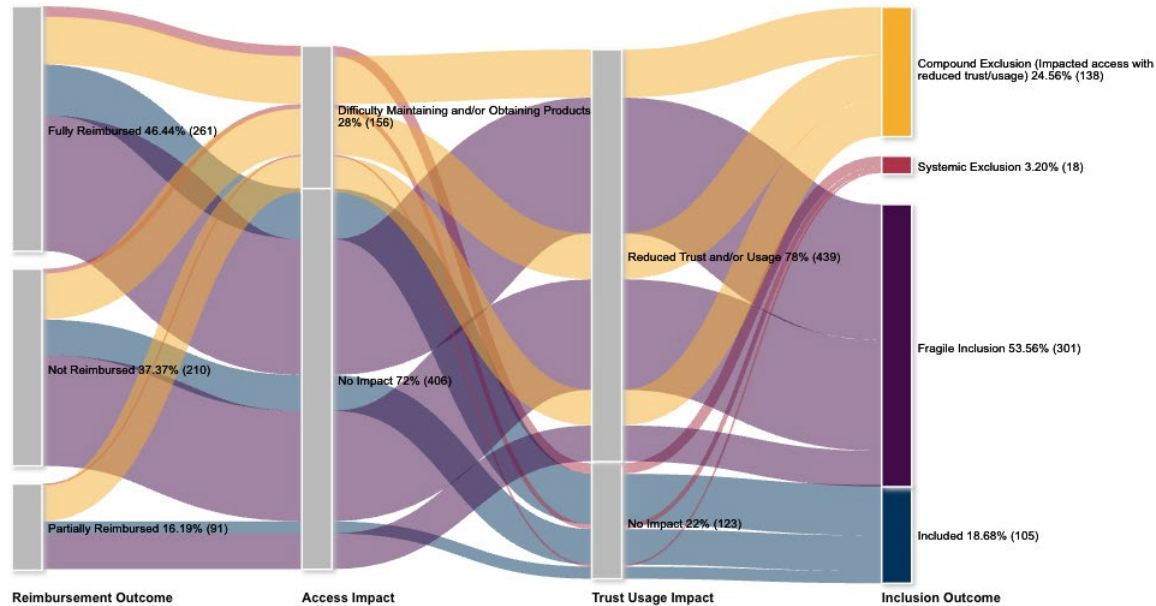 Compound Exclusion (Impacted access with
reduced trust/usage) 24.56% (138)
Difficulty Maintaining and/or Obtaining Products
28% (156)
Fully Reimbursed 46.44% (261)
Systemic Exclusion 3.20% (18)
Reduced Trust and/or Usage 78% (439)
Fragile Inclusion 53.56% (301)
Not Reimbursed 37.37% (210)
No Impact 72% (406)
Partially Reimbursed 16.19% (91)
No Impact 22% (123)
Included 18.68% (105)
Reimbursement Outcome
Access Impact
Trust Usage Impact
Inclusion Outcome